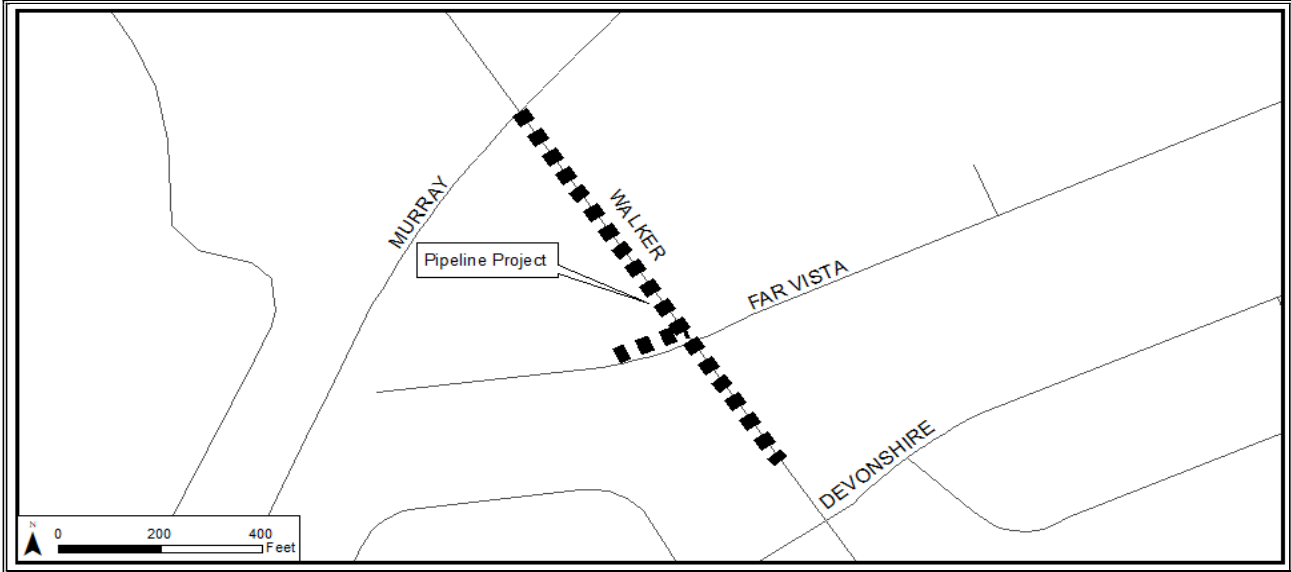 MURRAY
WALKER
Pipeline Project
FAR VISTA
DEVONSHIRE
N
0 200 400
Feet